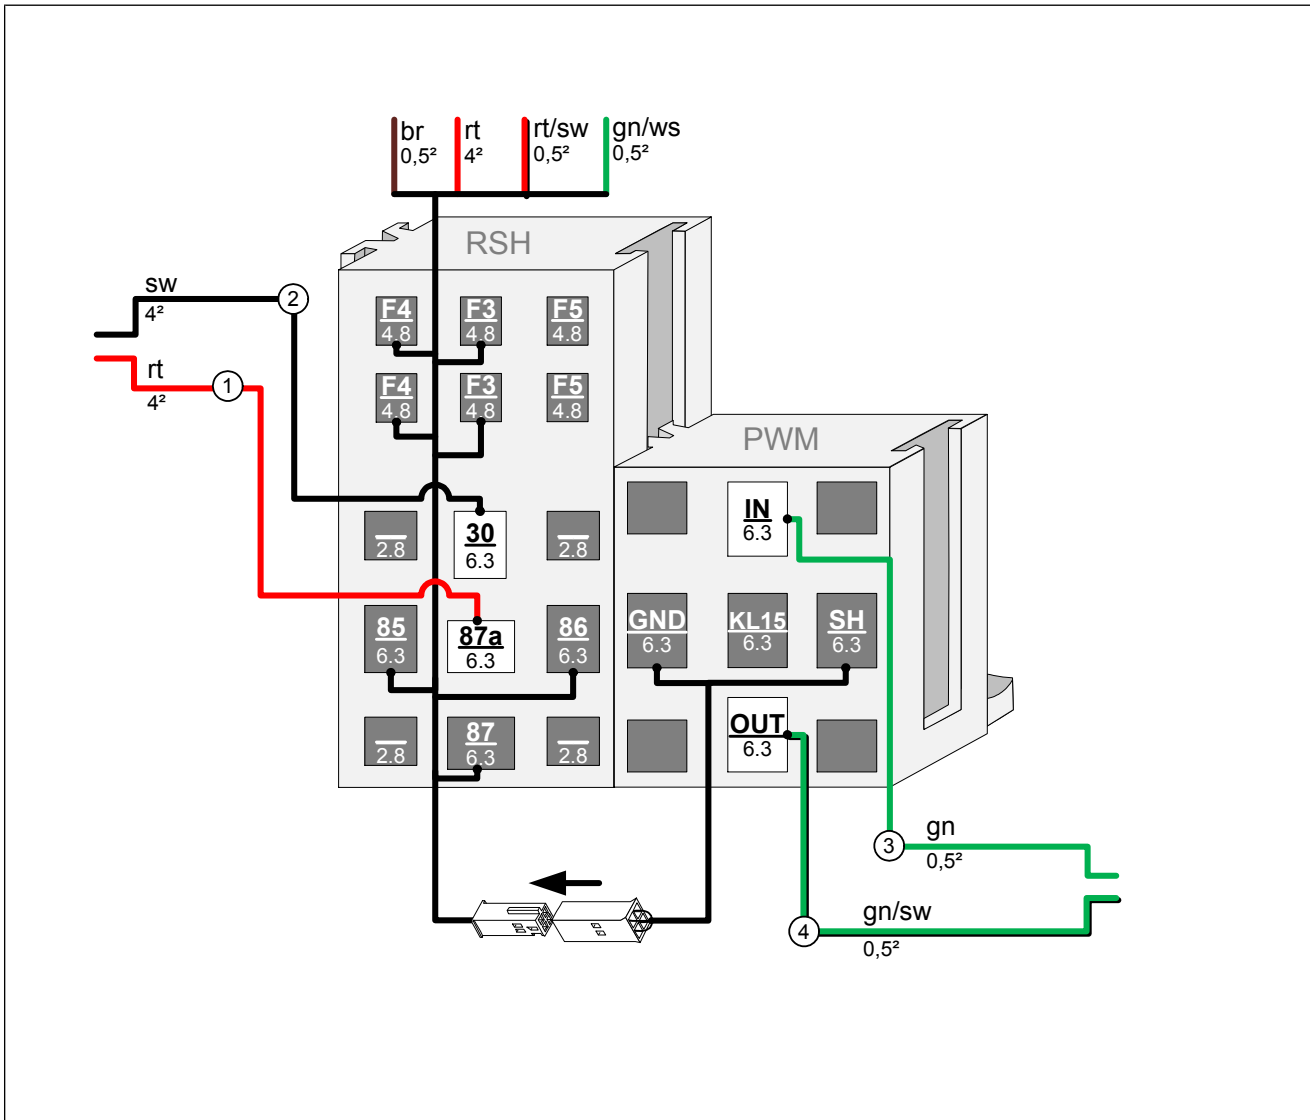 br
0,5²
rt
4²
rt/sw
0,5²
gn/ws
0,5²
RSH
sw
4²
2
F4
4.8
F3
4.8
F5
4.8
rt
4²
1
F4
4.8
F3
4.8
F5
4.8
PWM
IN
6.3
2.8
30
6.3
2.8
85
6.3
87a
6.3
86
6.3
GND
6.3
KL15
6.3
SH
6.3
2.8
87
6.3
2.8
OUT
6.3
3
gn
0,5²
4
gn/sw
0,5²